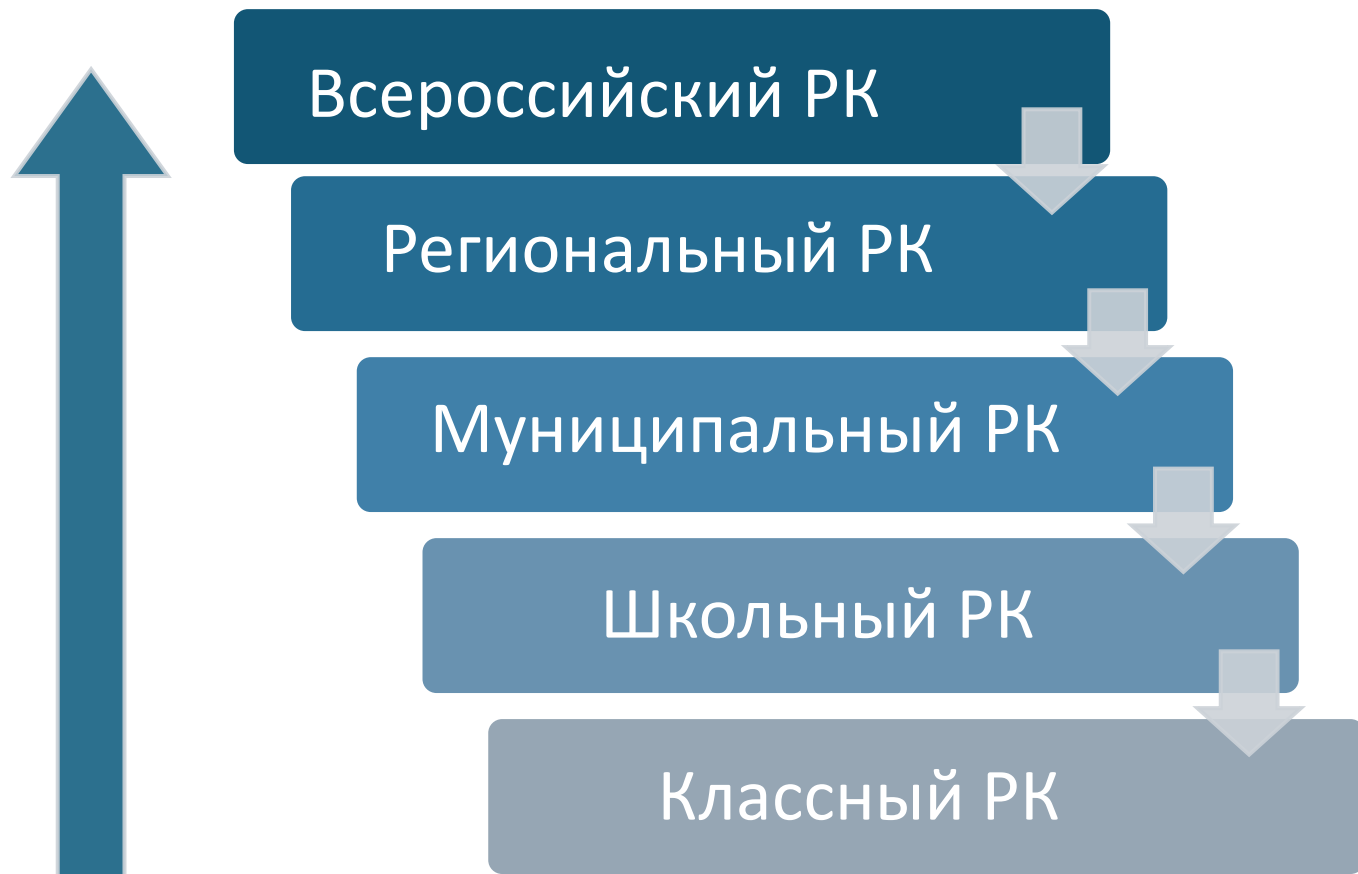 Всероссийский РК
Региональный РК
Муниципальный РК
Школьный РК
Классный РК